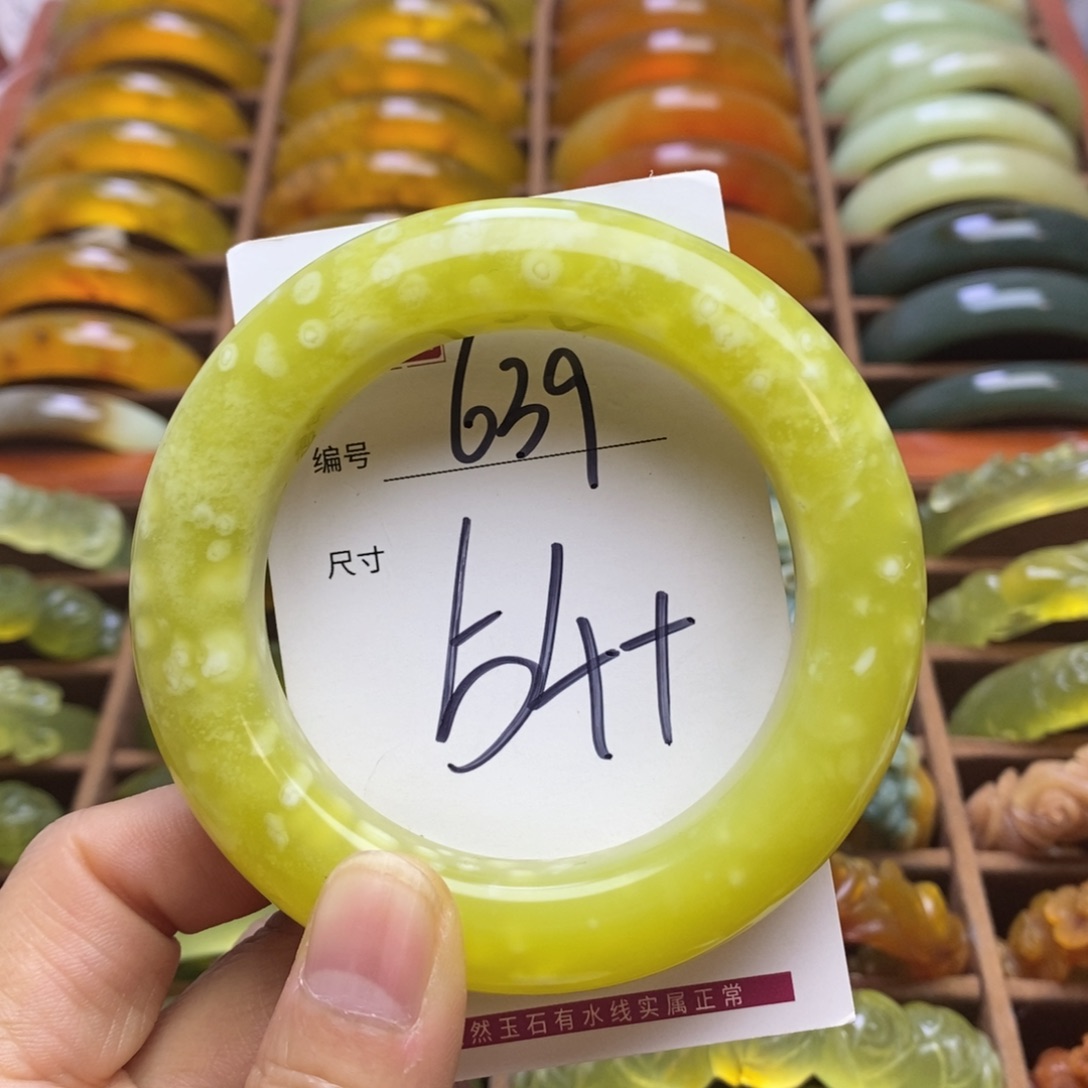 编号 639
尺寸 54+
然玉石有水线实属正常